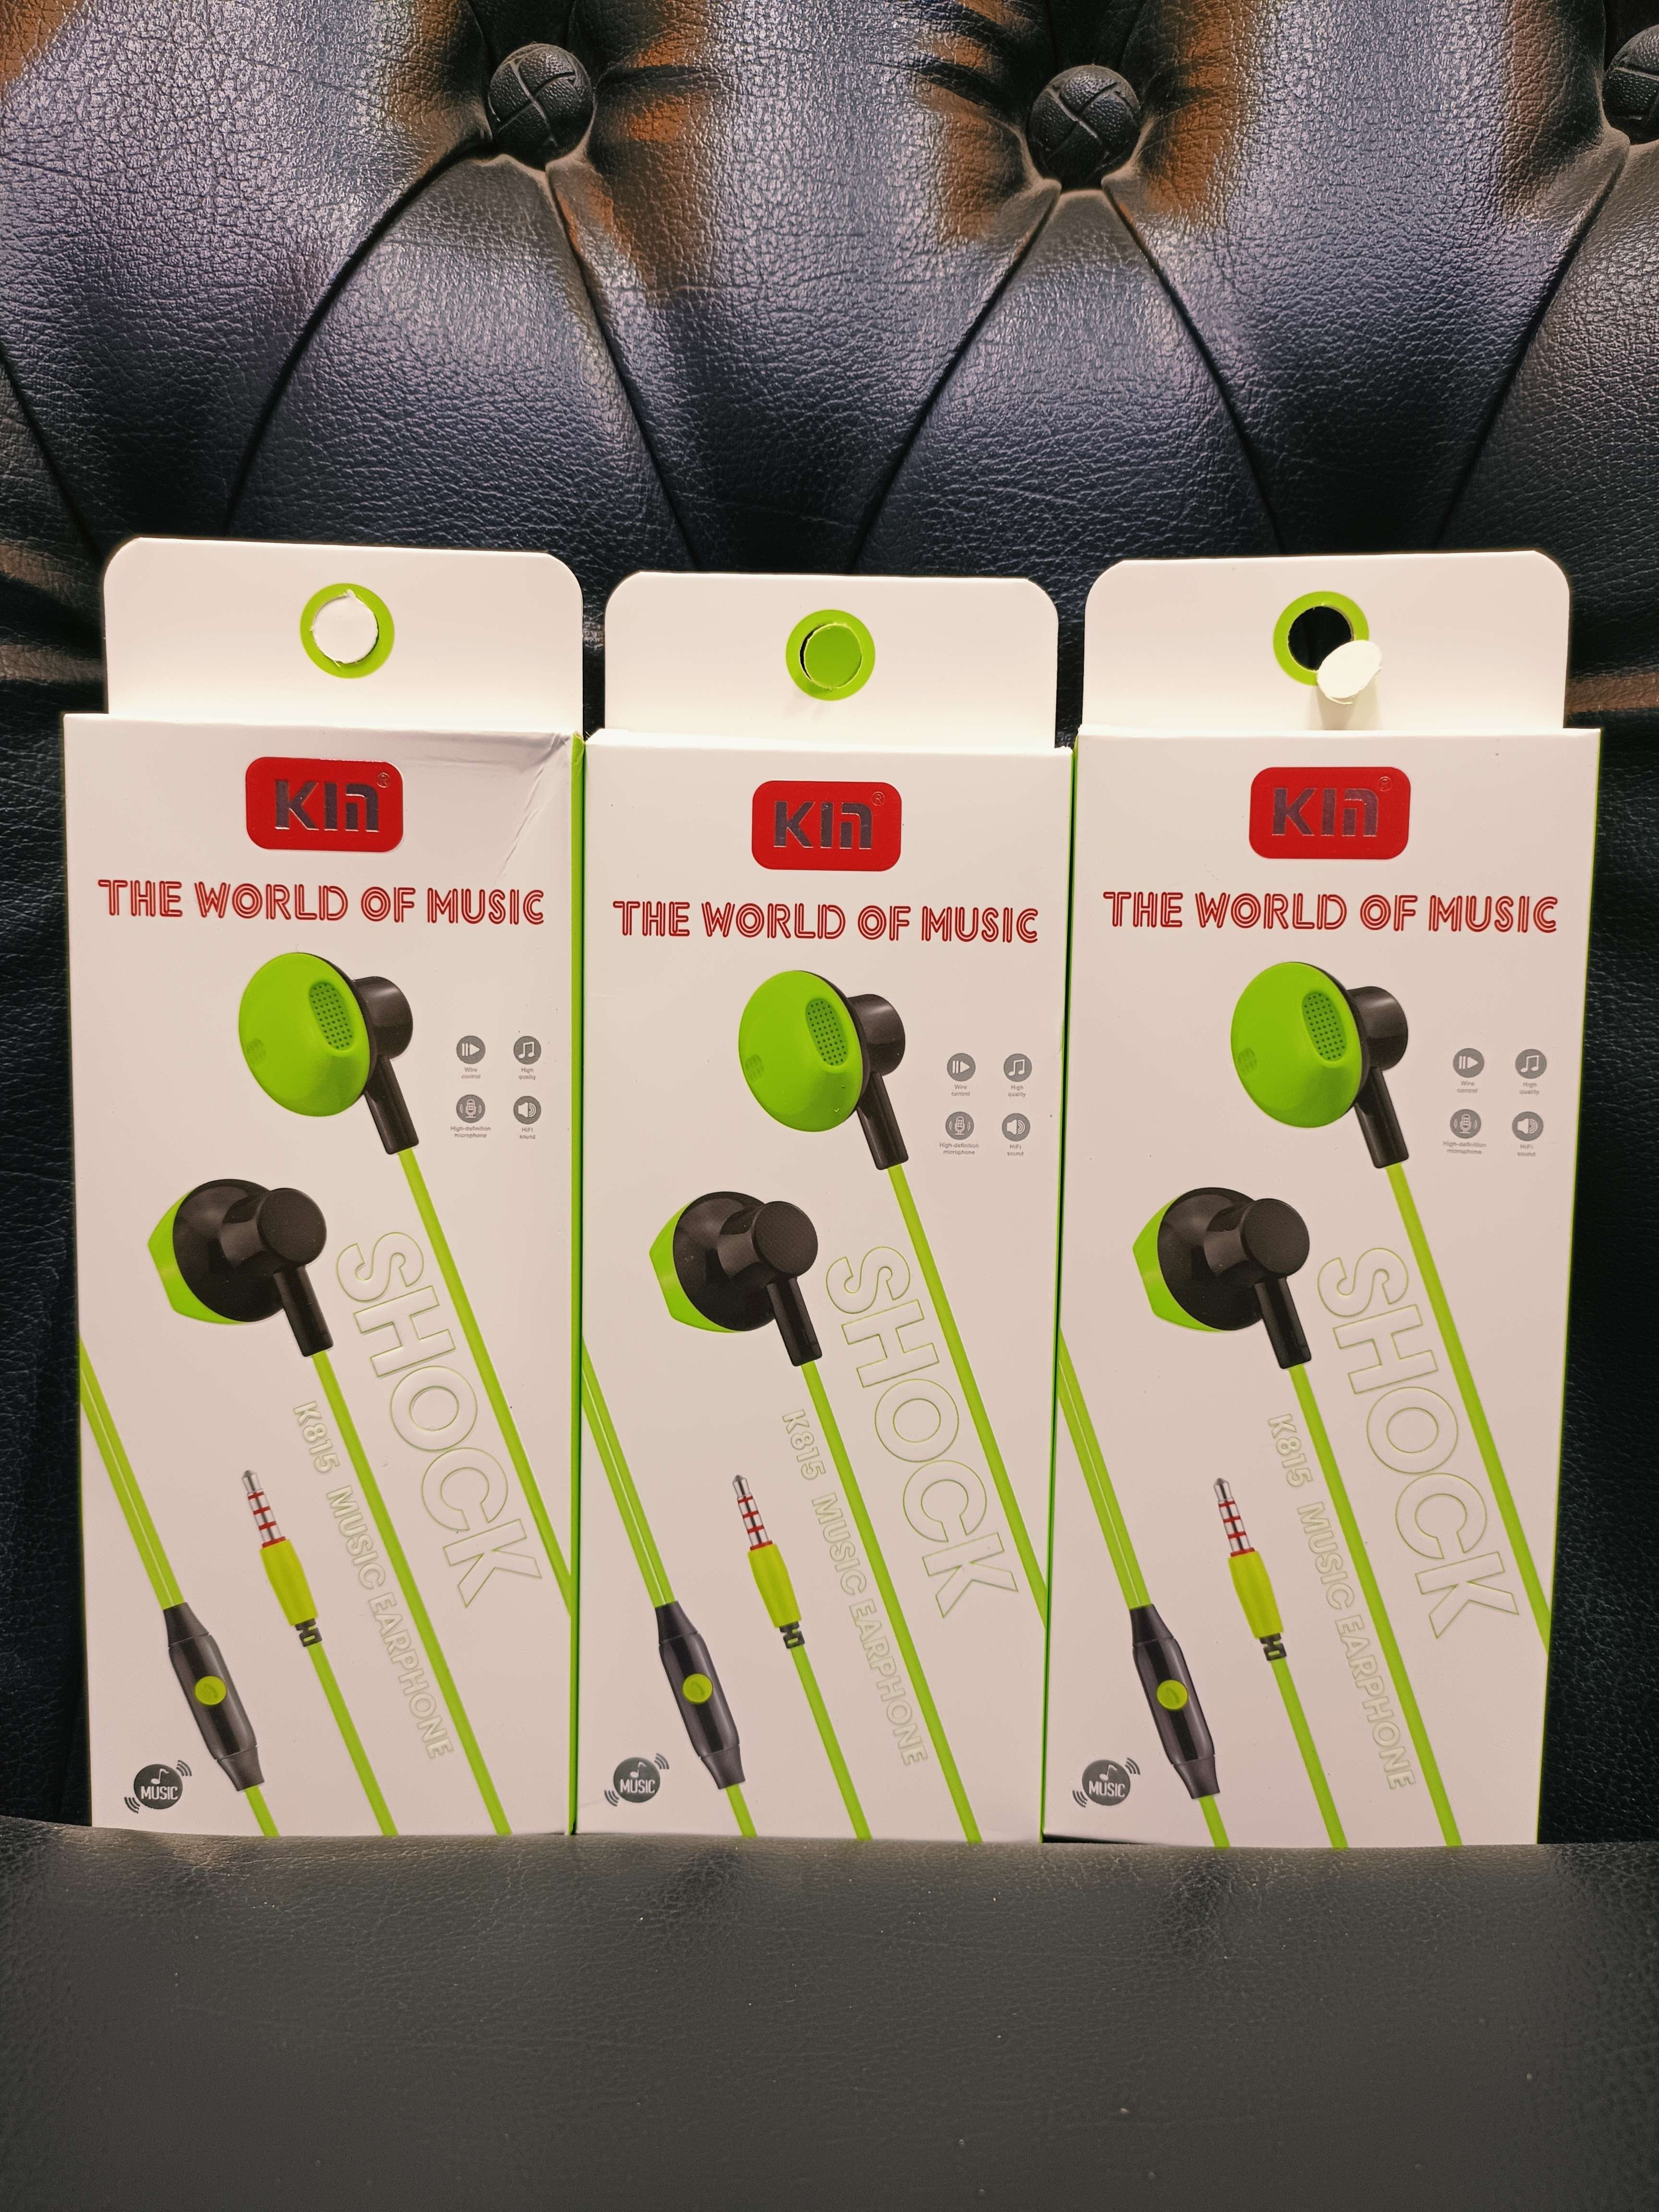 KIN®
THE WORLD OF MUSIC
Wire control
High quality
High-definition microphone
HiFi sound
SHOCK
K815 MUSIC EARPHONE
MUSIC
KIN®
THE WORLD OF MUSIC
Wire control
High quality
High-definition microphone
HiFi sound
SHOCK
K815 MUSIC EARPHONE
MUSIC
KIN®
THE WORLD OF MUSIC
Wire control
High quality
High-definition microphone
HiFi sound
SHOCK
K815 MUSIC EARPHONE
MUSIC